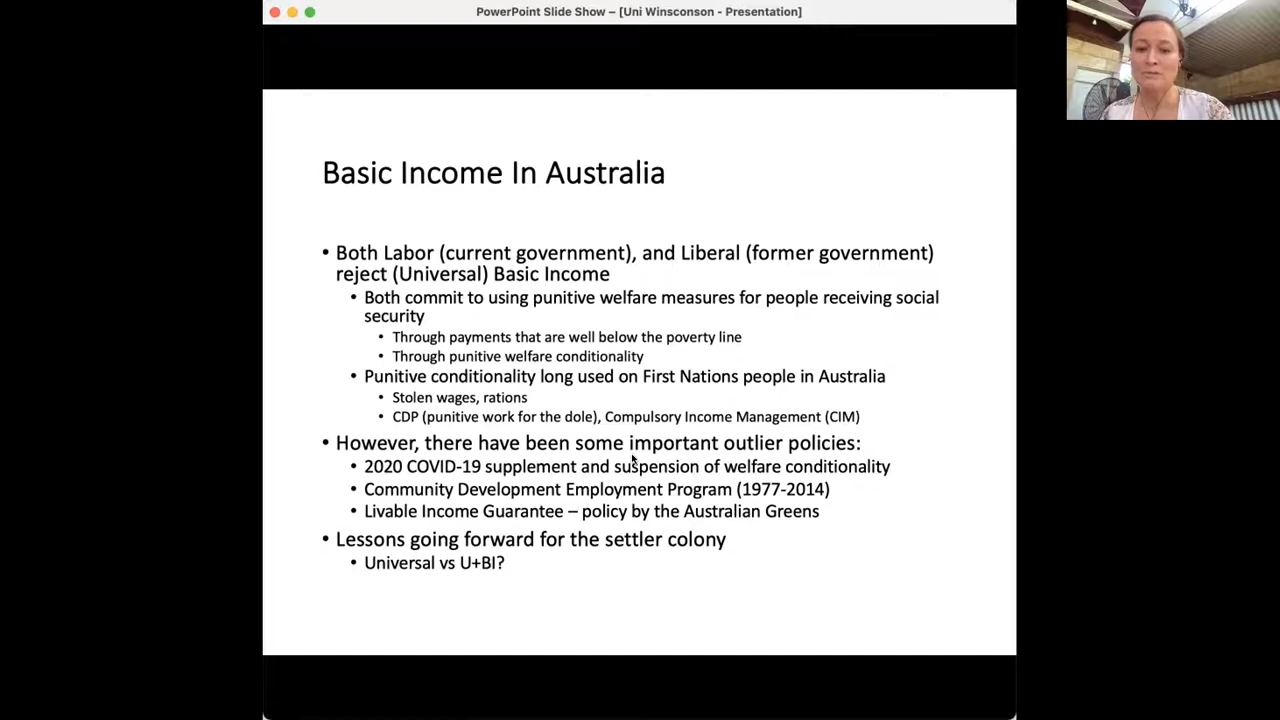 PowerPoint Slide Show – [Uni Winsconson - Presentation]
Basic Income In Australia
• Both Labor (current government), and Liberal (former government)
reject (Universal) Basic Income
• Both commit to using punitive welfare measures for people receiving social
security
• Through payments that are well below the poverty line
• Through punitive welfare conditionality
• Punitive conditionality long used on First Nations people in Australia
• Stolen wages, rations
• CDP (punitive work for the dole), Compulsory Income Management (CIM)
• However, there have been some important outlier policies:
• 2020 COVID-19 supplement and suspension of welfare conditionality
• Community Development Employment Program (1977-2014)
• Livable Income Guarantee – policy by the Australian Greens
• Lessons going forward for the settler colony
• Universal vs U+BI?